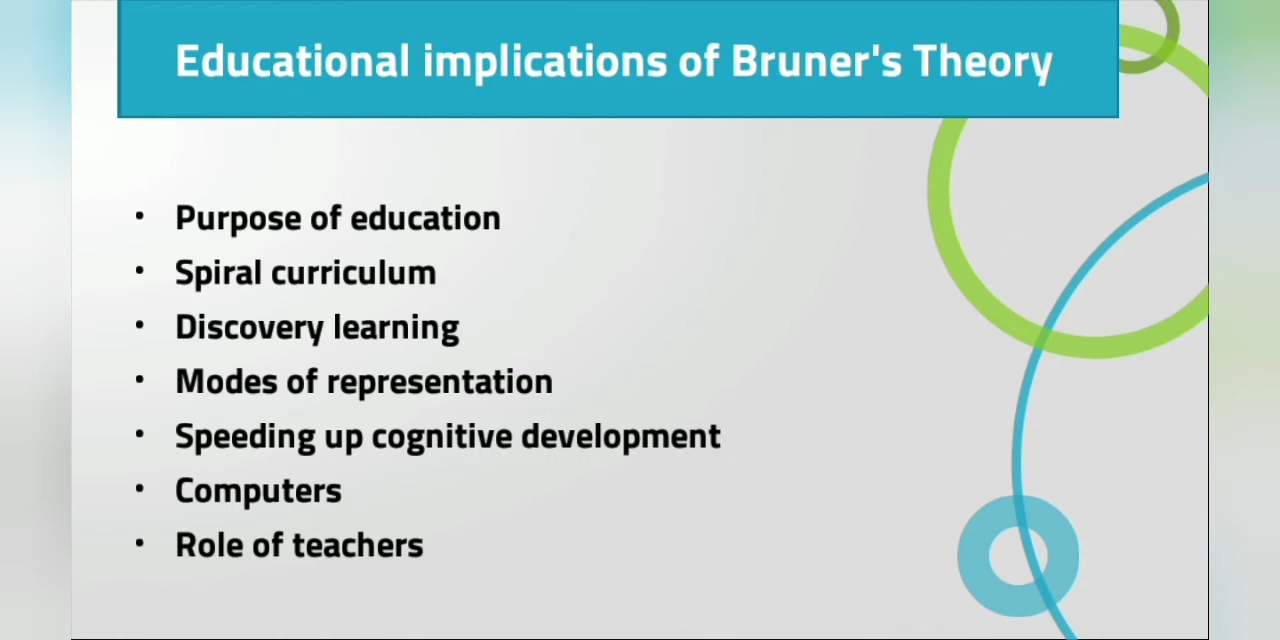 Educational implications of Bruner's Theory
• Purpose of education
• Spiral curriculum
• Discovery learning
• Modes of representation
• Speeding up cognitive development
• Computers
• Role of teachers